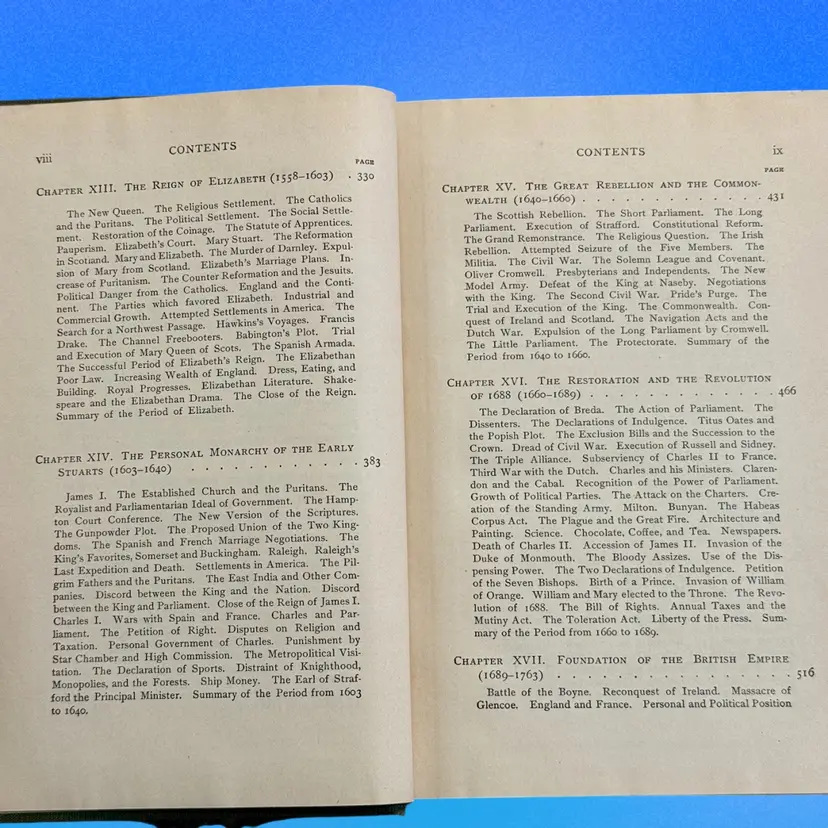 viii
CONTENTS
PAGE
CHAPTER XIII. THE REIGN OF ELIZABETH (1558–1603) . 330
The New Queen. The Religious Settlement. The Catholics
and the Puritans. The Political Settlement. The Social Settle-
ment. Restoration of the Coinage. The Statute of Apprentices.
Pauperism. Elizabeth's Court. Mary Stuart. The Reformation
in Scotland. Mary and Elizabeth. The Murder of Darnley. Expul-
sion of Mary from Scotland. Elizabeth's Marriage Plans. In-
crease of Puritanism. The Counter Reformation and the Jesuits.
Political Danger from the Catholics. England and the Conti-
nent. The Parties which favored Elizabeth. Industrial and
Commercial Growth. Attempted Settlements in America. The
Search for a Northwest Passage. Hawkins's Voyages. Francis
Drake. The Channel Freebooters. Babington's Plot. Trial
and Execution of Mary Queen of Scots. The Spanish Armada.
The Successful Period of Elizabeth's Reign. The Elizabethan
Poor Law. Increasing Wealth of England. Dress, Eating, and
Building. Royal Progresses. Elizabethan Literature. Shake-
speare and the Elizabethan Drama. The Close of the Reign.
Summary of the Period of Elizabeth.
CHAPTER XIV. THE PERSONAL MONARCHY OF THE EARLY
STUARTS (1603–1640) . . . . . . . . . . . . 383
James I. The Established Church and the Puritans. The
Royalist and Parliamentarian Ideal of Government. The Hamp-
ton Court Conference. The New Version of the Scriptures.
The Gunpowder Plot. The Proposed Union of the Two King-
doms. The Spanish and French Marriage Negotiations. The
King's Favorites, Somerset and Buckingham. Raleigh. Raleigh's
Last Expedition and Death. Settlements in America. The Pil-
grim Fathers and the Puritans. The East India and Other Com-
panies. Discord between the King and the Nation. Discord
between the King and Parliament. Close of the Reign of James I.
Charles I. Wars with Spain and France. Charles and Par-
liament. The Petition of Right. Disputes on Religion and
Taxation. Personal Government of Charles. Punishment by
Star Chamber and High Commission. The Metropolitical Visi-
tation. The Declaration of Sports. Distraint of Knighthood,
Monopolies, and the Forests. Ship Money. The Earl of Straf-
ford the Principal Minister. Summary of the Period from 1603
to 1640.
CONTENTS
ix
PAGE
CHAPTER XV. THE GREAT REBELLION AND THE COMMON-
WEALTH (1640–1660) . . . . . . . . . . . . . 431
The Scottish Rebellion. The Short Parliament. The Long
Parliament. Execution of Strafford. Constitutional Reform.
The Grand Remonstrance. The Religious Question. The Irish
Rebellion. Attempted Seizure of the Five Members. The
Militia. The Civil War. The Solemn League and Covenant.
Oliver Cromwell. Presbyterians and Independents. The New
Model Army. Defeat of the King at Naseby. Negotiations
with the King. The Second Civil War. Pride's Purge. The
Trial and Execution of the King. The Commonwealth. Con-
quest of Ireland and Scotland. The Navigation Acts and the
Dutch War. Expulsion of the Long Parliament by Cromwell.
The Little Parliament. The Protectorate. Summary of the
Period from 1640 to 1660.
CHAPTER XVI. THE RESTORATION AND THE REVOLUTION
OF 1688 (1660–1689) . . . . . . . . . . . . 466
The Declaration of Breda. The Action of Parliament. The
Dissenters. The Declarations of Indulgence. Titus Oates and
the Popish Plot. The Exclusion Bills and the Succession to the
Crown. Dread of Civil War. Execution of Russell and Sidney.
The Triple Alliance. Subserviency of Charles II to France.
Third War with the Dutch. Charles and his Ministers. Claren-
don and the Cabal. Recognition of the Power of Parliament.
Growth of Political Parties. The Attack on the Charters. Cre-
ation of the Standing Army. Milton. Bunyan. The Habeas
Corpus Act. The Plague and the Great Fire. Architecture and
Painting. Science. Chocolate, Coffee, and Tea. Newspapers.
Death of Charles II. Accession of James II. Invasion of the
Duke of Monmouth. The Bloody Assizes. Use of the Dis-
pensing Power. The Two Declarations of Indulgence. Petition
of the Seven Bishops. Birth of a Prince. Invasion of William
of Orange. William and Mary elected to the Throne. The Revo-
lution of 1688. The Bill of Rights. Annual Taxes and the
Mutiny Act. The Toleration Act. Liberty of the Press. Sum-
mary of the Period from 1660 to 1689.
CHAPTER XVII. FOUNDATION OF THE BRITISH EMPIRE
(1689–1763) . . . . . . . . . . . . . . . 516
Battle of the Boyne. Reconquest of Ireland. Massacre of
Glencoe. England and France. Personal and Political Position